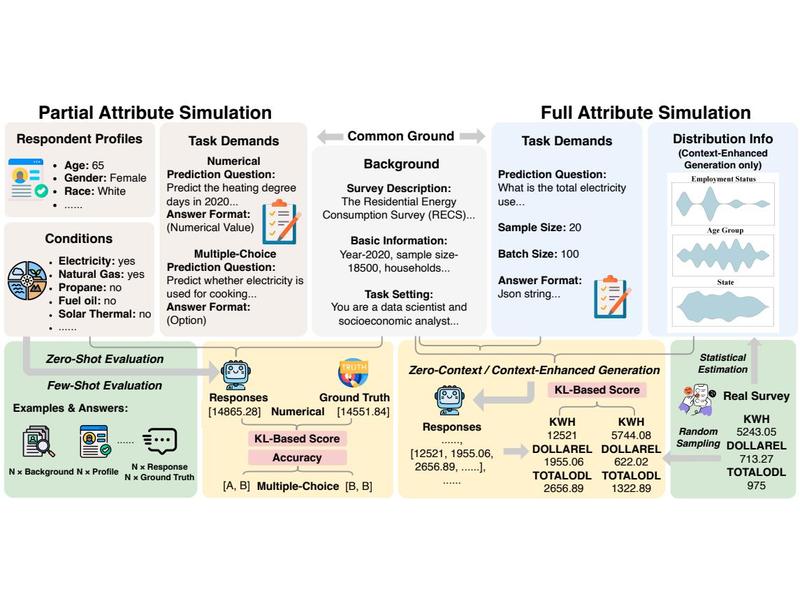 Partial Attribute Simulation
Full Attribute Simulation
Respondent Profiles
• Age: 65
• Gender: Female
• Race: White
• ......
Conditions
• Electricity: yes
• Natural Gas: yes
• Propane: no
• Fuel oil: no
• Solar Thermal: no
• ......
Task Demands
Numerical
Prediction Question:
Predict the heating degree
days in 2020...
Answer Format:
(Numerical Value)
Multiple-Choice
Prediction Question:
Predict whether electricity is
used for cooking...
Answer Format:
(Option)
Common Ground
Background
Survey Description:
The Residential Energy
Consumption Survey (RECS)...
Basic Information:
Year-2020, sample size-
18500, households...
Task Setting:
You are a data scientist and
socioeconomic analyst...
Task Demands
Prediction Question:
What is the total electricity
use...
Sample Size: 20
Batch Size: 100
Answer Format:
Json string...
Distribution Info
(Context-Enhanced
Generation only)
Employment Status
Age Group
State
Zero-Shot Evaluation
Few-Shot Evaluation
Examples & Answers:
......
N × Background
N × Profile
N × Response
N × Ground Truth
TRUTH
Responses
Ground Truth
[14865.28]
Numerical
[14551.84]
KL-Based Score
Accuracy
[A, B]
Multiple-Choice
[B, B]
Zero-Context / Context-Enhanced Generation
Responses
......,
[12521, 1955.06,
2656.89, ......],
......
KL-Based Score
KWH
12521
DOLLAREL
1955.06
TOTALODL
2656.89
KWH
5744.08
DOLLAREL
622.02
TOTALODL
1322.89
Statistical
Estimation
Random
Sampling
Real Survey
KWH
5243.05
DOLLAREL
713.27
TOTALODL
975